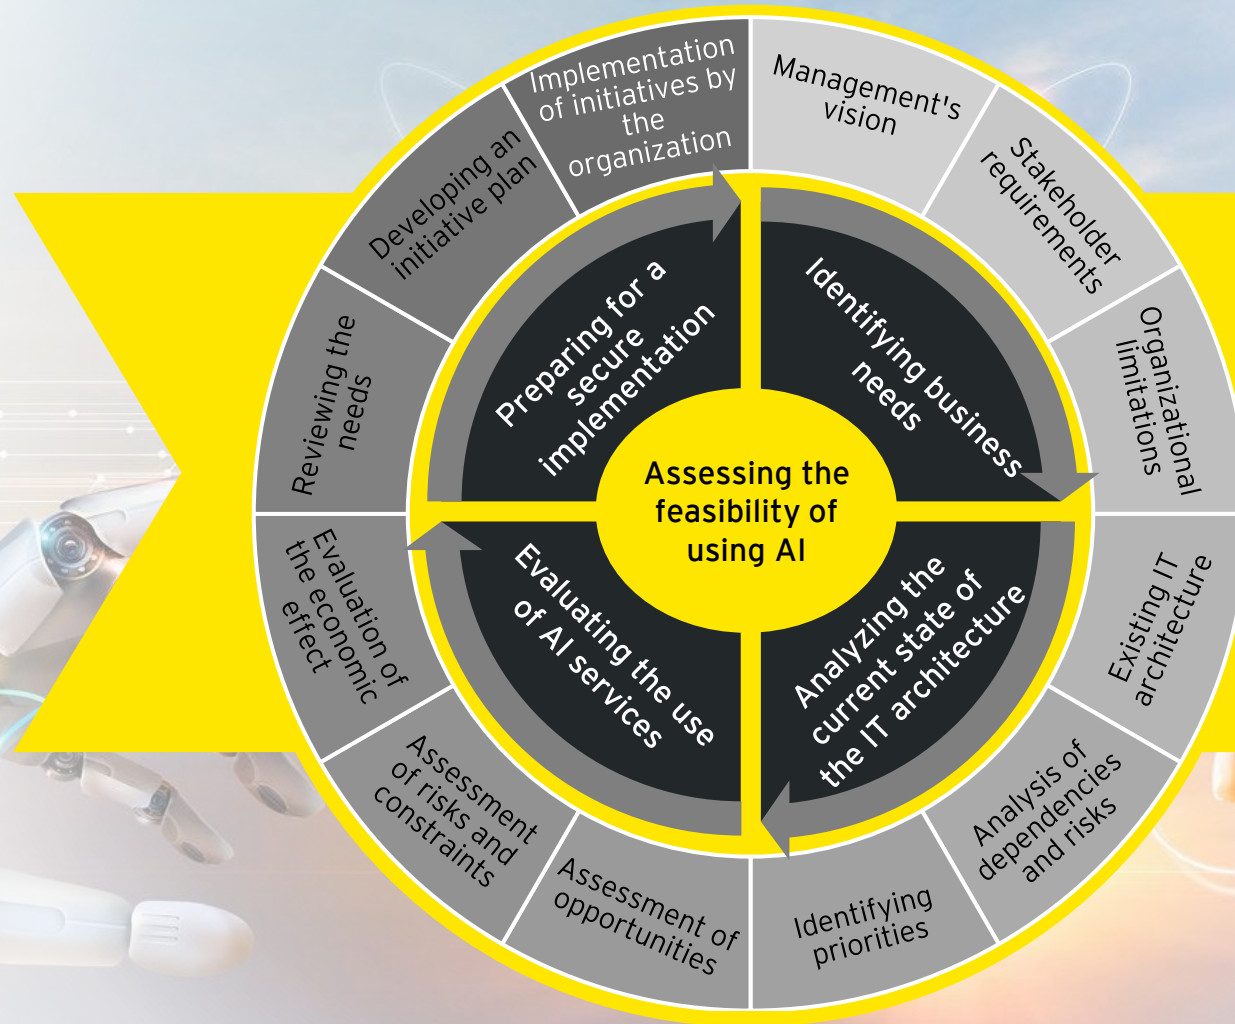 Implementation
of initiatives by
the
organization
Management's
vision
Stakeholder
requirements
Organizational
limitations
Existing IT
architecture
Analysis of
dependencies
and risks
Identifying
priorities
Assessment of
opportunities
Assessment
of risks and
constraints
Evaluation of
the economic
effect
Reviewing the
needs
Developing an
initiative plan
Preparing for a
secure
implementation
Identifying business
needs
Analyzing the
current state of
the IT architecture
Evaluating the use
of AI services
Assessing the
feasibility of
using AI